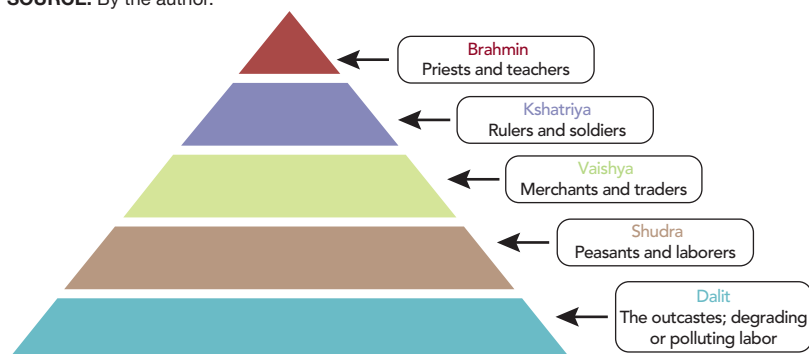 SOURCE: By the author.
Brahmin
Priests and teachers
Kshatriya
Rulers and soldiers
Vaishya
Merchants and traders
Shudra
Peasants and laborers
Dalit
The outcastes; degrading
or polluting labor